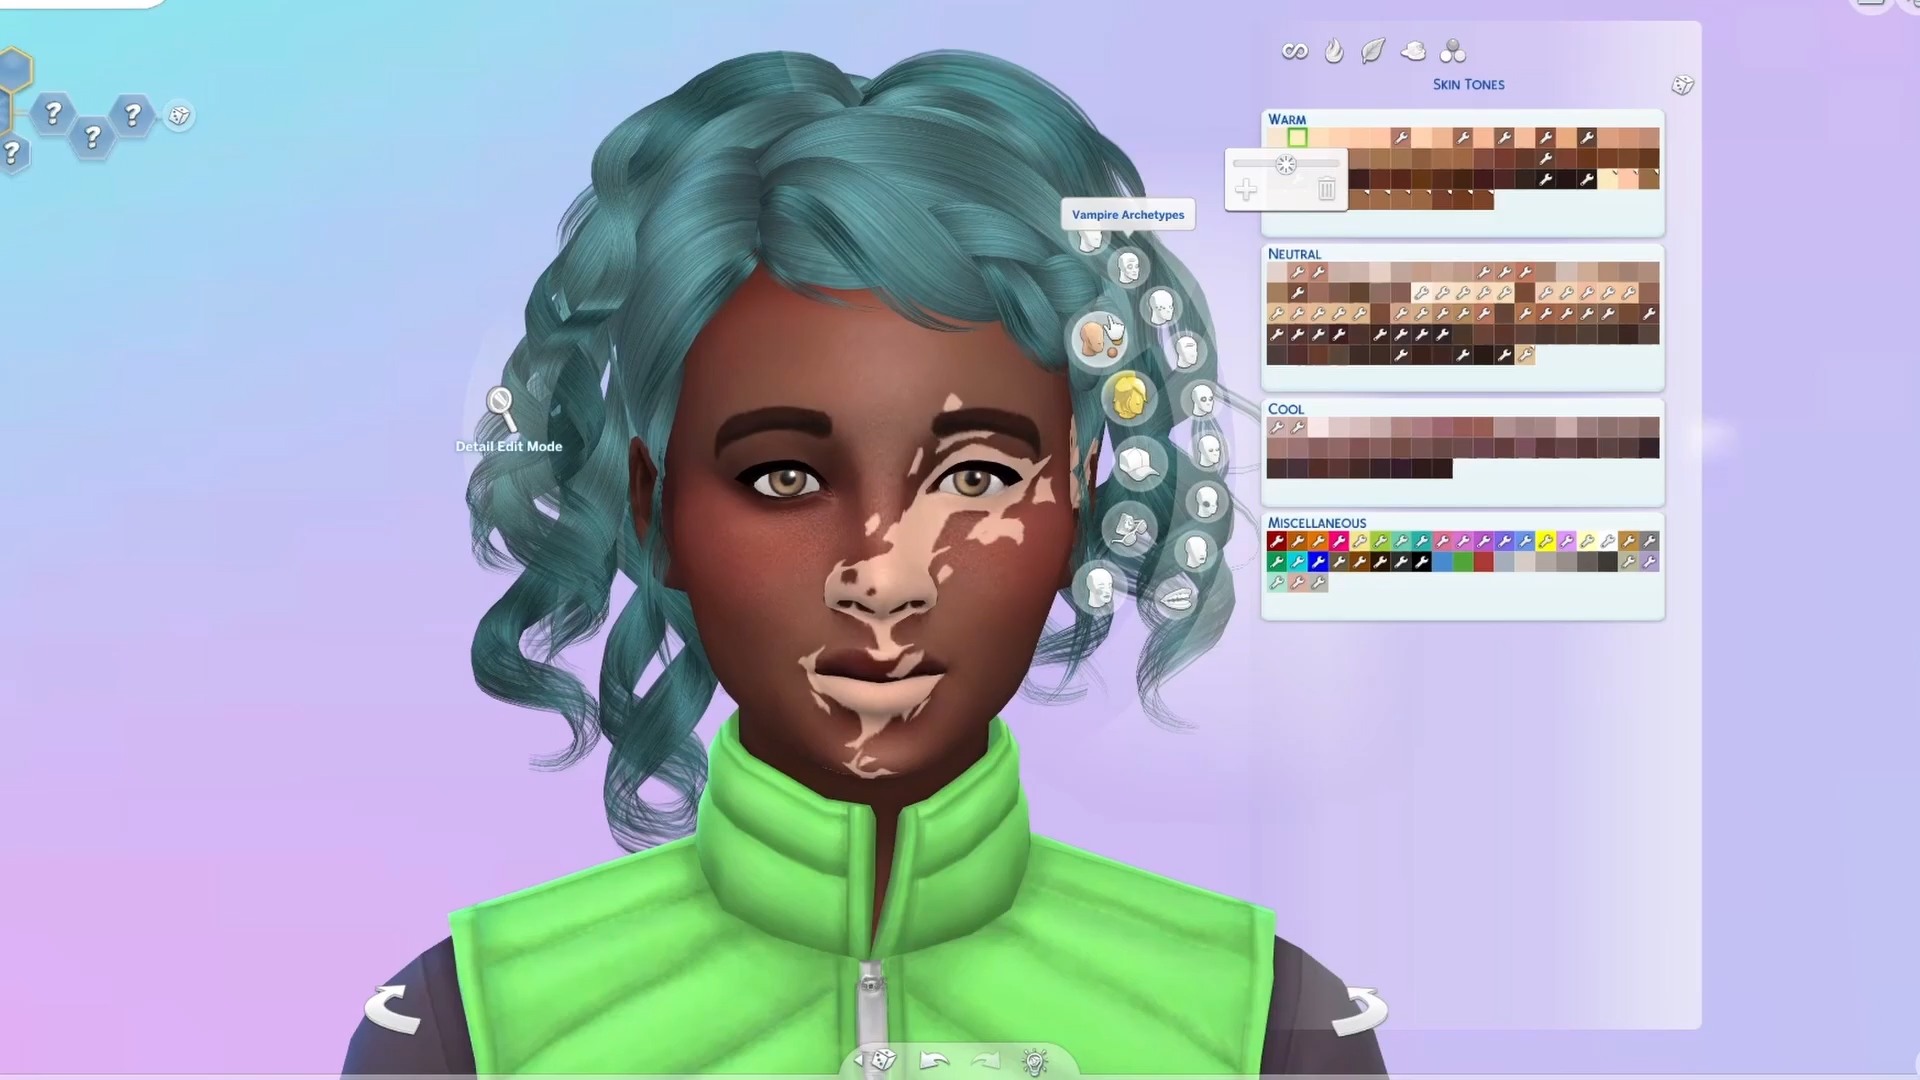 Skin Tones
Warm
Vampire Archetypes
Neutral
Cool
Detail Edit Mode
Miscellaneous
? ? ? ?